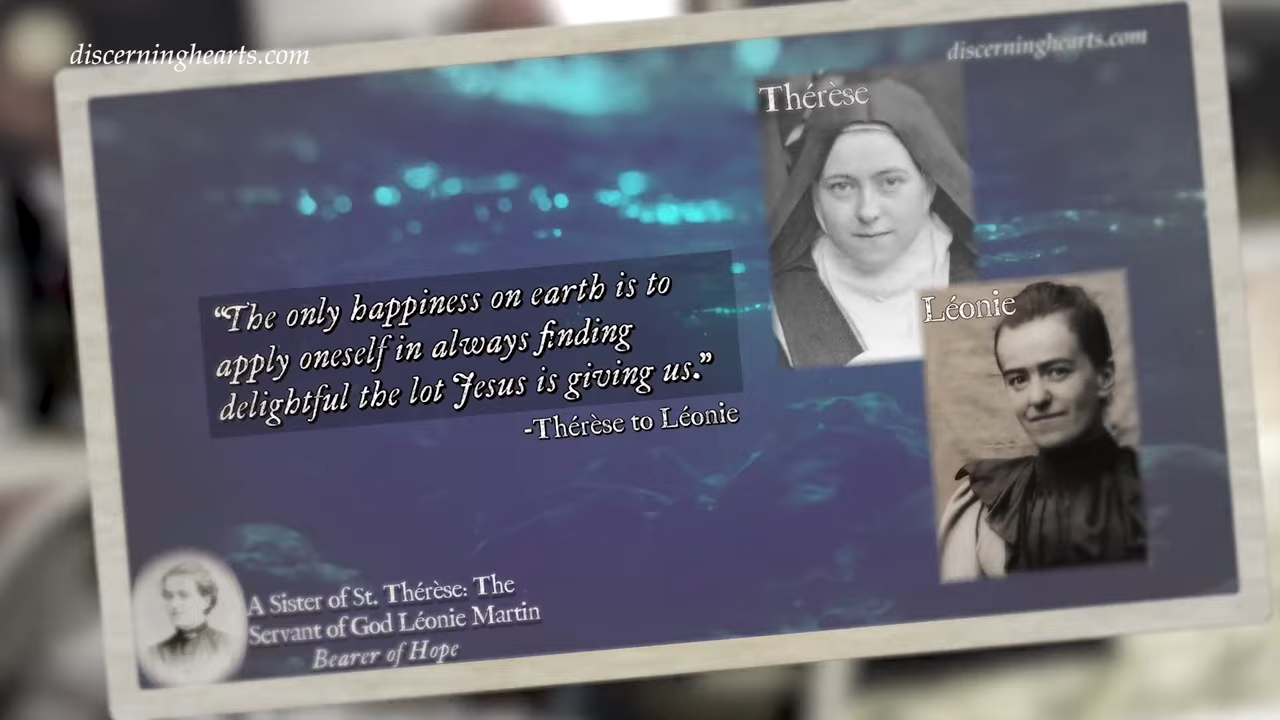 discerninghearts.com
discerninghearts.com
Thérèse
Léonie
“The only happiness on earth is to
apply oneself in always finding
delightful the lot Jesus is giving us.”
-Thérèse to Léonie
A Sister of St. Thérèse: The
Servant of God Léonie Martin
Bearer of Hope